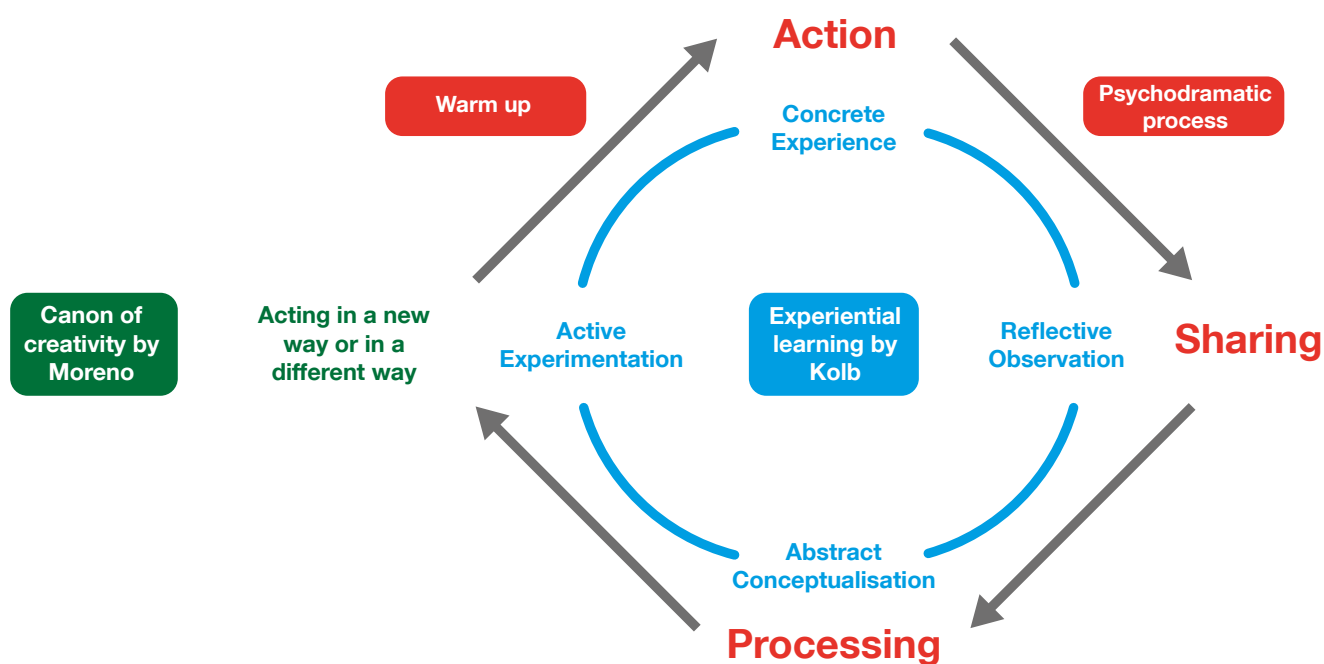 Action
Warm up
Psychodramatic
process
Concrete
Experience
Canon of
creativity by
Moreno
Acting in a new
way or in a
different way
Active
Experimentation
Experiential
learning by
Kolb
Reflective
Observation
Sharing
Abstract
Conceptualisation
Processing